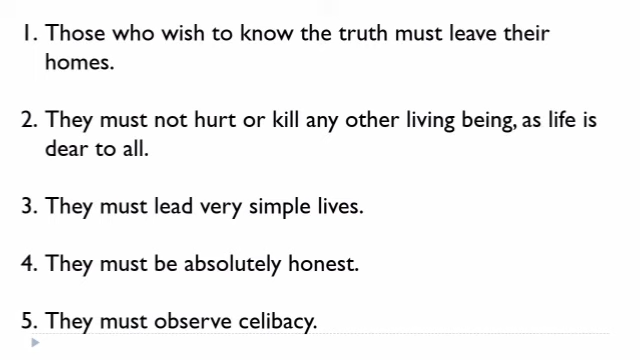 1. Those who wish to know the truth must leave their
homes.
2. They must not hurt or kill any other living being, as life is
dear to all.
3. They must lead very simple lives.
4. They must be absolutely honest.
5. They must observe celibacy.